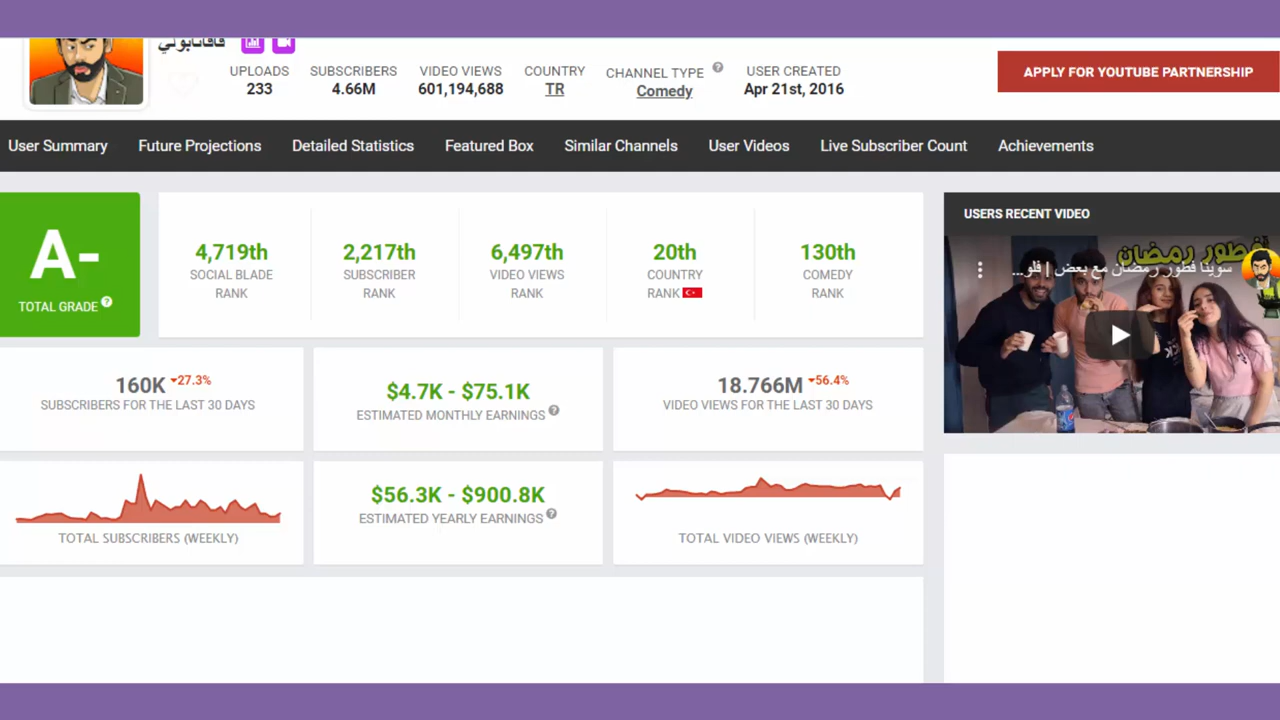 UPLOADS
233
SUBSCRIBERS
4.66M
VIDEO VIEWS
601,194,688
COUNTRY
TR
CHANNEL TYPE ?
Comedy
USER CREATED
Apr 21st, 2016
APPLY FOR YOUTUBE PARTNERSHIP
User Summary
Future Projections
Detailed Statistics
Featured Box
Similar Channels
User Videos
Live Subscriber Count
Achievements
A-
TOTAL GRADE ?
4,719th
SOCIAL BLADE
RANK
2,217th
SUBSCRIBER
RANK
6,497th
VIDEO VIEWS
RANK
20th
COUNTRY
RANK
130th
COMEDY
RANK
USERS RECENT VIDEO
فطور رمضان
سوينا فطور رمضان مع بعض | فلو...
160K 27.3%
SUBSCRIBERS FOR THE LAST 30 DAYS
$4.7K - $75.1K
ESTIMATED MONTHLY EARNINGS ?
18.766M 56.4%
VIDEO VIEWS FOR THE LAST 30 DAYS
TOTAL SUBSCRIBERS (WEEKLY)
$56.3K - $900.8K
ESTIMATED YEARLY EARNINGS ?
TOTAL VIDEO VIEWS (WEEKLY)